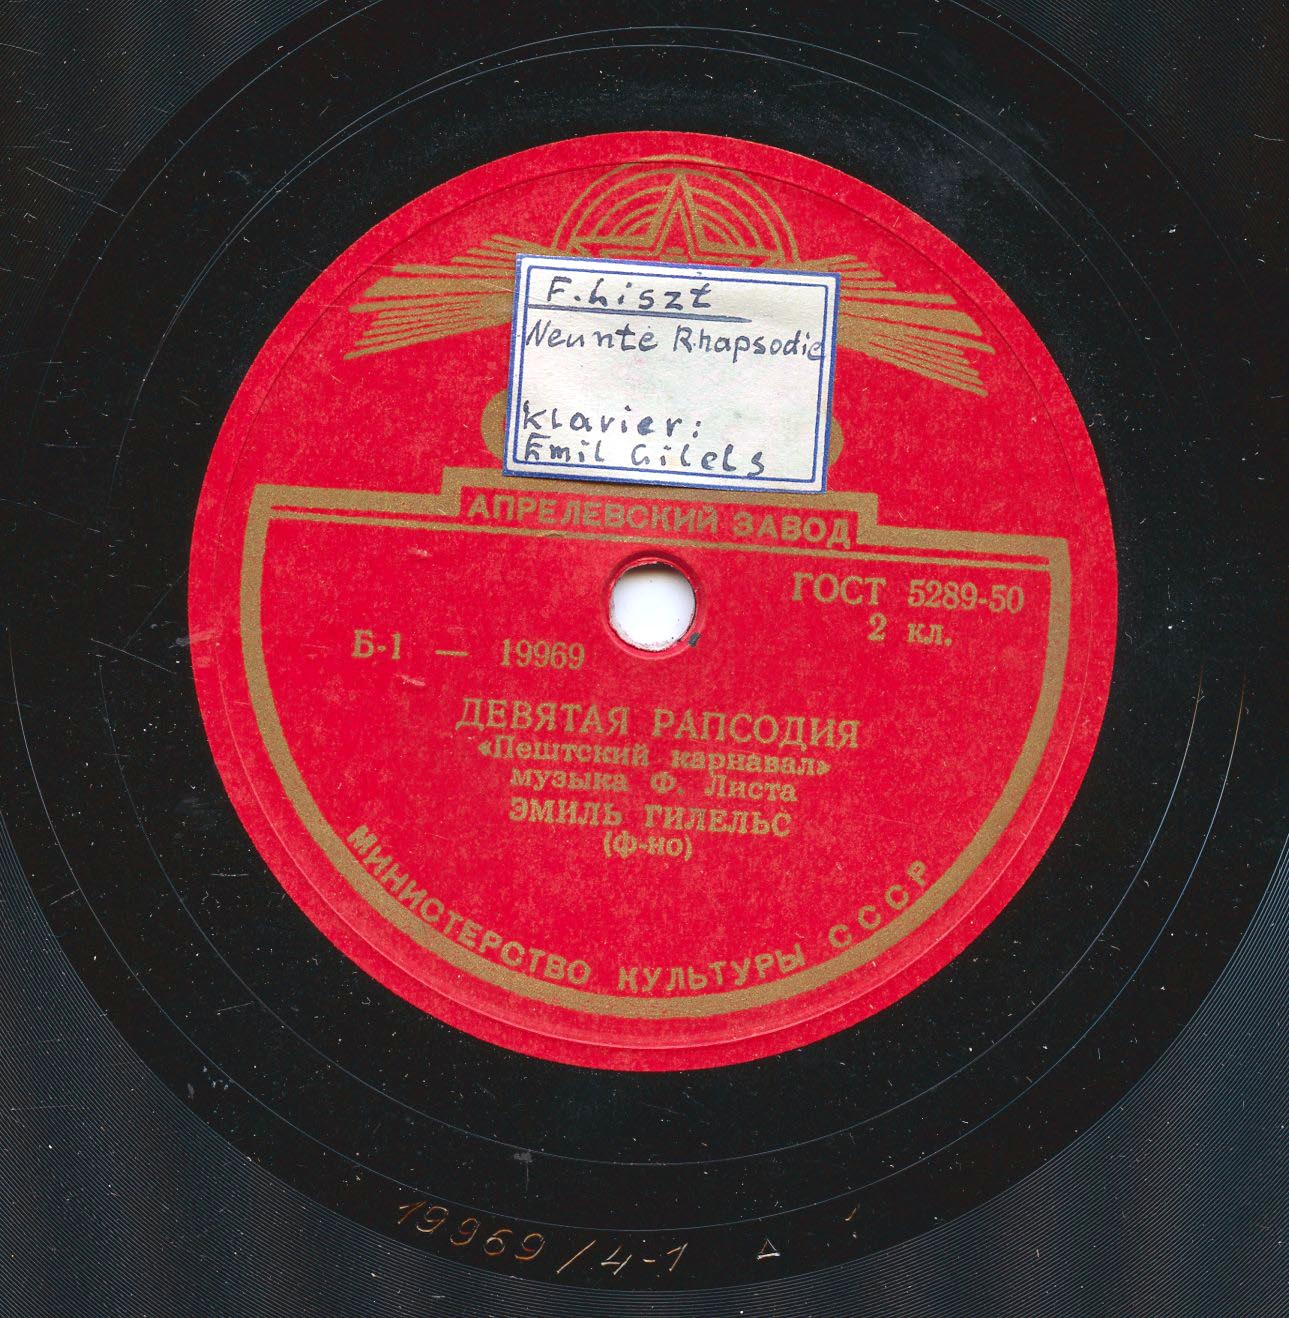 F. Liszt
Neunte Rhapsodie
Klavier:
Emil Gilels
АПРЕЛЕВСКИЙ ЗАВОД
ГОСТ 5289-50
2 кл.
Б-1 — 19969
ДЕВЯТАЯ РАПСОДИЯ
«Пештский карнавал»
музыка Ф. Листа
ЭМИЛЬ ГИЛЕЛЬС
(ф-но)
МИНИСТЕРСТВО КУЛЬТУРЫ СССР
19969/4-1 Δ